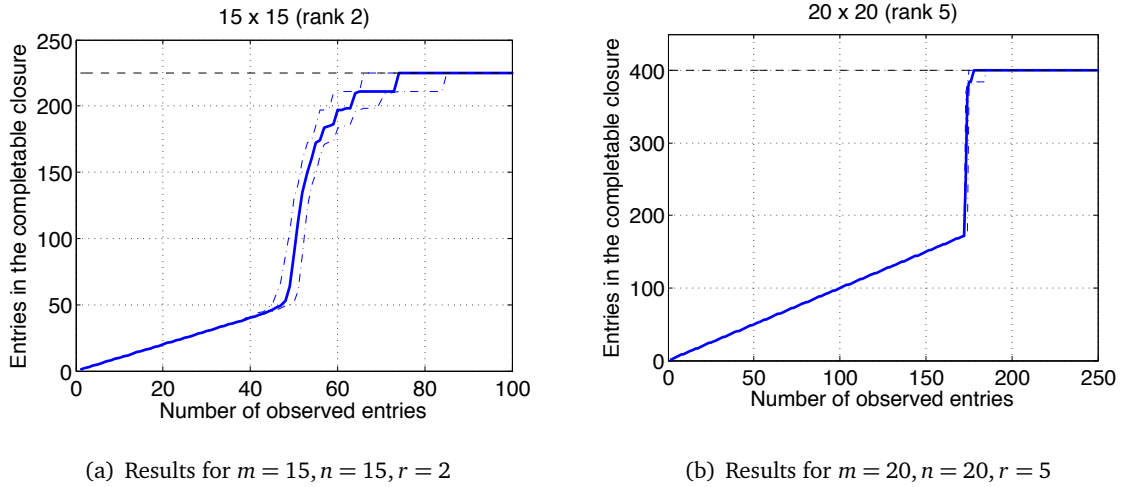 15 x 15 (rank 2)
250
200
150
100
50
0
Entries in the completable closure
0 20 40 60 80 100
Number of observed entries
(a) Results for m = 15, n = 15, r = 2
20 x 20 (rank 5)
400
300
200
100
0
Entries in the completable closure
0 50 100 150 200 250
Number of observed entries
(b) Results for m = 20, n = 20, r = 5